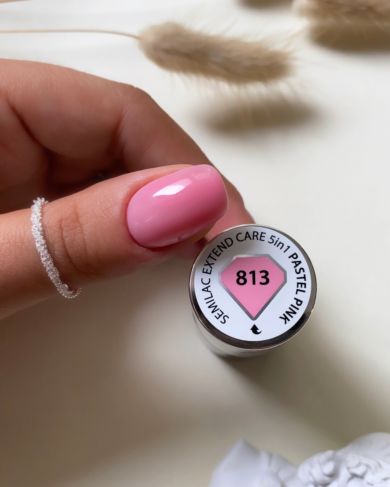 SEMILAC EXTEND CARE 5in1 PASTEL PINK
813